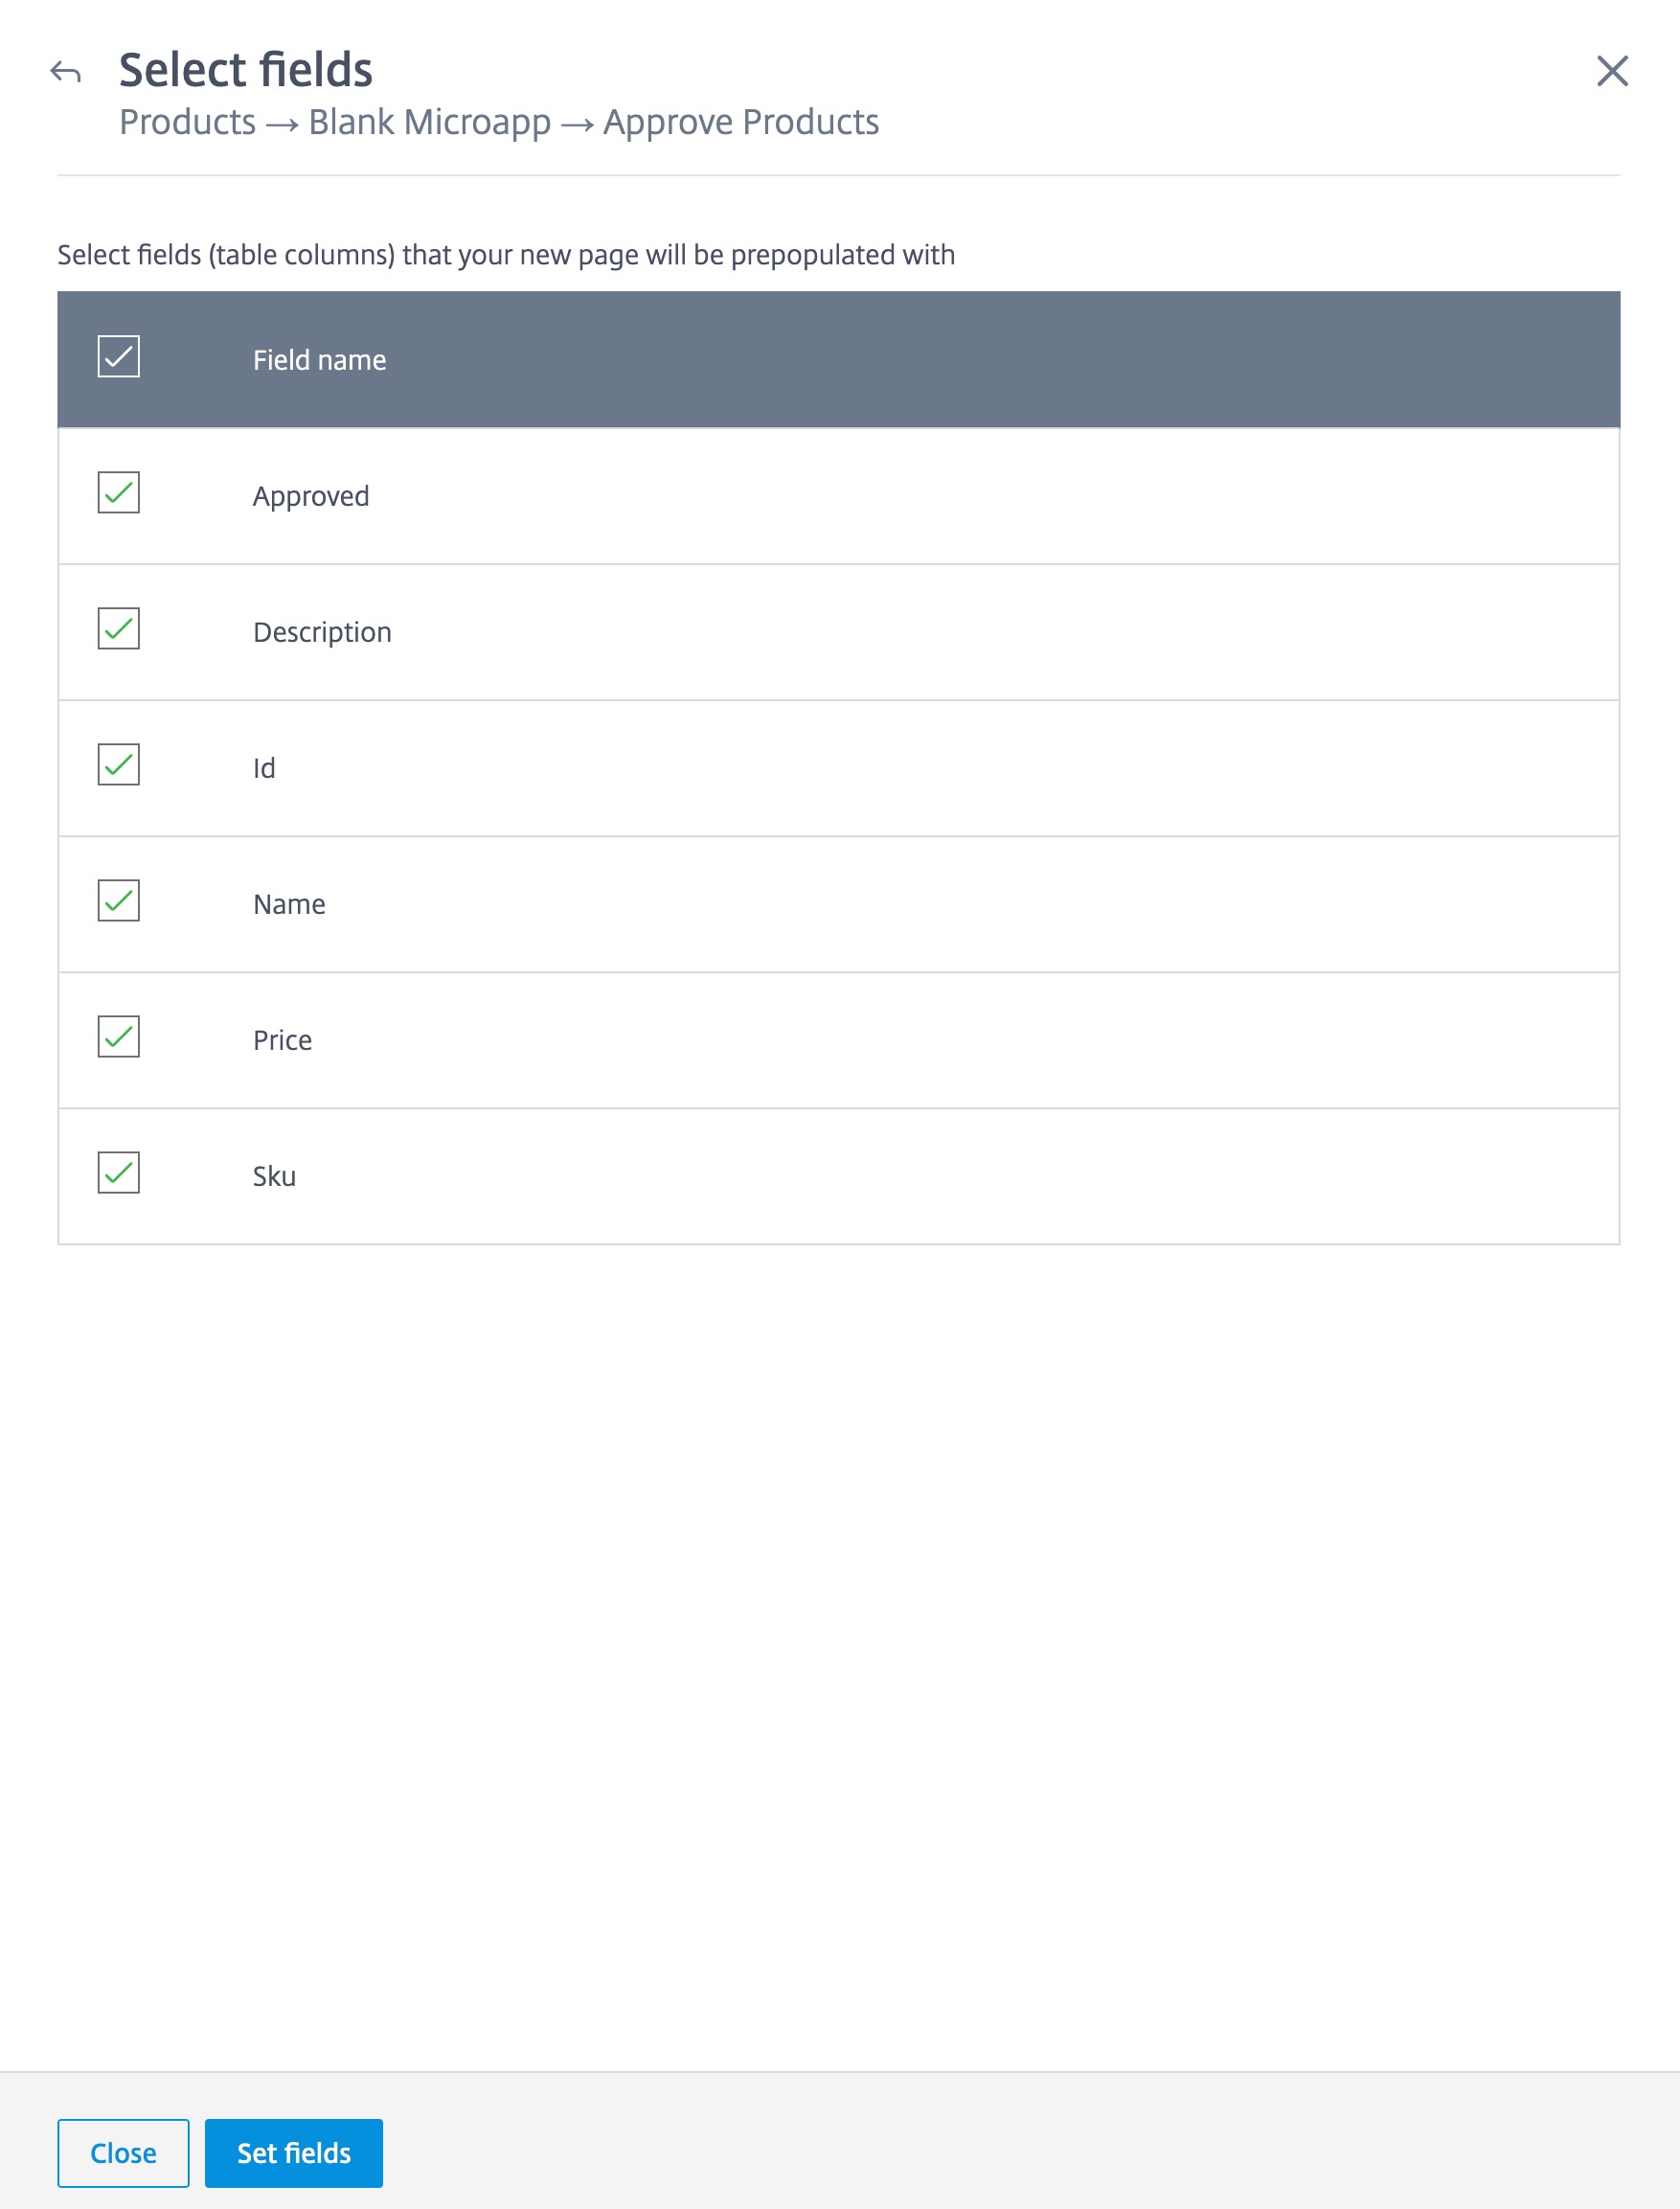 Select fields
Products → Blank Microapp → Approve Products
Select fields (table columns) that your new page will be prepopulated with
Field name
Approved
Description
Id
Name
Price
Sku
Close
Set fields